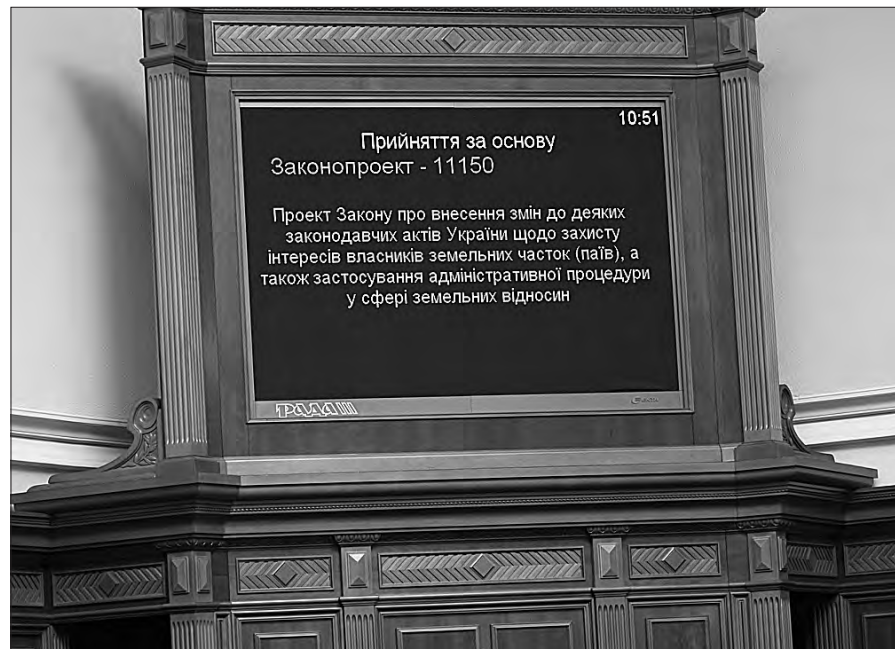 10:51
Прийняття за основу
Законопроект - 11150
Проект Закону про внесення змін до деяких
законодавчих актів України щодо захисту
інтересів власників земельних часток (паїв), а
також застосування адміністративної процедури
у сфері земельних відносин
РАДА III